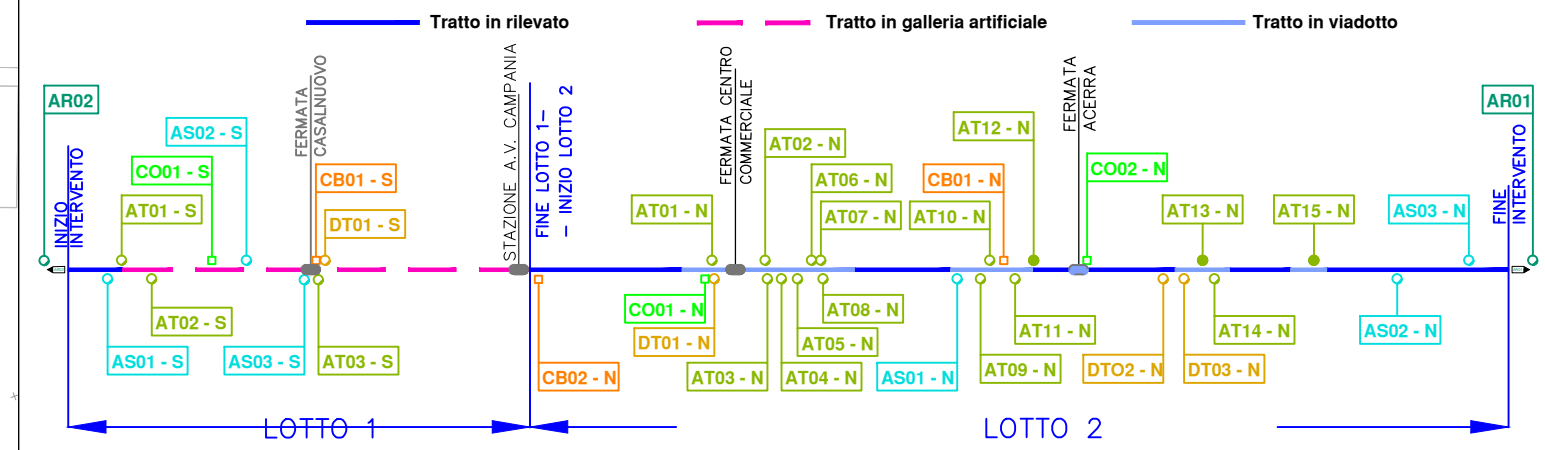 Tratto in rilevato
Tratto in galleria artificiale
Tratto in viadotto
AR02
INIZIO
INTERVENTO
AS02 - S
CO01 - S
AT01 - S
FERMATA
CASALNUOVO
CB01 - S
DT01 - S
STAZIONE A.V. CAMPANIA
FINE LOTTO 1-
- INIZIO LOTTO 2
AT01 - N
FERMATA CENTRO
COMMERCIALE
AT02 - N
AT06 - N
AT07 - N
AT12 - N
CB01 - N
AT10 - N
FERMATA
ACERRA
CO02 - N
AT13 - N
AT15 - N
AS03 - N
AR01
FINE
INTERVENTO
AT02 - S
AS01 - S
AS03 - S
AT03 - S
CB02 - N
CO01 - N
DT01 - N
AT03 - N
AT04 - N
AT05 - N
AT08 - N
AS01 - N
AT09 - N
AT11 - N
DTO2 - N
DT03 - N
AT14 - N
AS02 - N
LOTTO 1
LOTTO 2